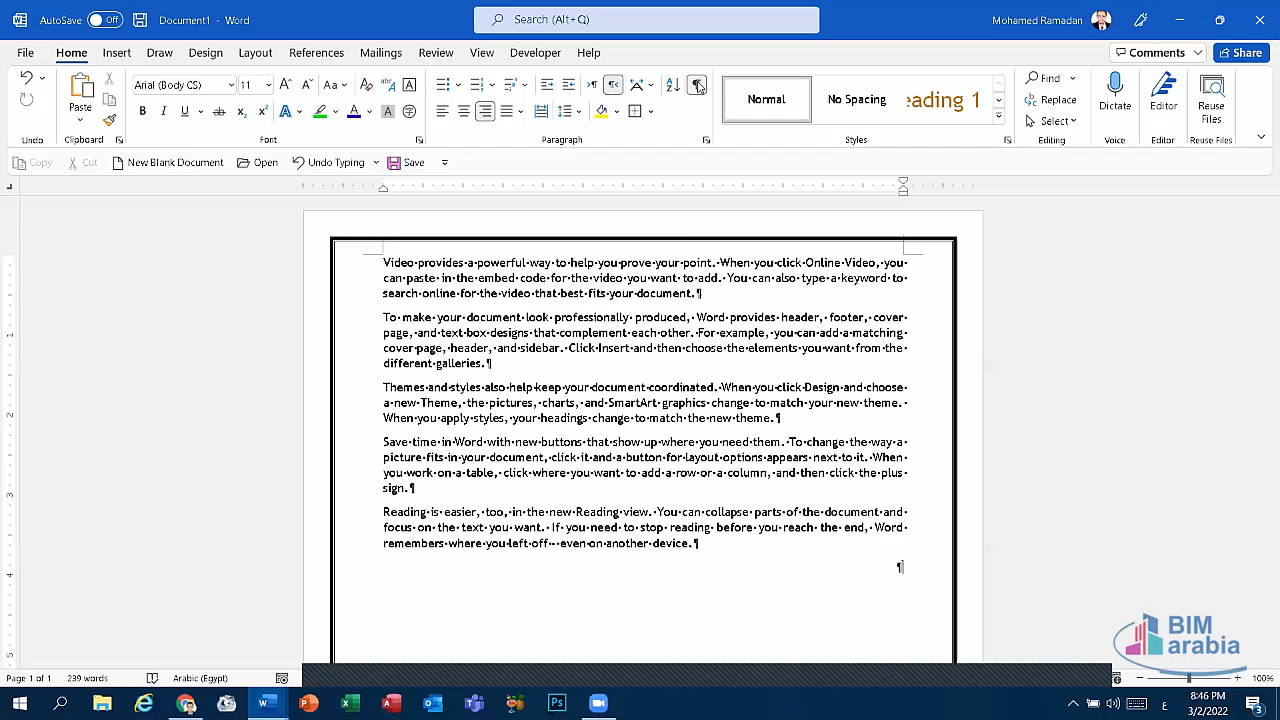 AutoSave Off Document1 - Word Search (Alt+Q) Mohamed Ramadan
File Home Insert Draw Design Layout References Mailings Review View Developer Help Comments Share
Arial (Body CS) 11 Normal No Spacing eading 1 Find Replace Select
Paste Dictate Editor Reuse Files
Undo Clipboard Font Paragraph Styles Editing Voice Editor Reuse Files
Copy Cut New Blank Document Open Undo Typing Save
Video provides a powerful way to help you prove your point. When you click Online Video, you
can paste in the embed code for the video you want to add. You can also type a keyword to
search online for the video that best fits your document.¶
To make your document look professionally produced, Word provides header, footer, cover
page, and text box designs that complement each other. For example, you can add a matching
cover page, header, and sidebar. Click Insert and then choose the elements you want from the
different galleries.¶
Themes and styles also help keep your document coordinated. When you click Design and choose
a new Theme, the pictures, charts, and SmartArt graphics change to match your new theme.
When you apply styles, your headings change to match the new theme.¶
Save time in Word with new buttons that show up where you need them. To change the way a
picture fits in your document, click it and a button for layout options appears next to it. When
you work on a table, click where you want to add a row or a column, and then click the plus
sign.¶
Reading is easier, too, in the new Reading view. You can collapse parts of the document and
focus on the text you want. If you need to stop reading before you reach the end, Word
remembers where you left off - even on another device.¶
¶
BIM
arabia
Page 1 of 1 239 words Arabic (Egypt) 100%
8:46 PM
3/2/2022